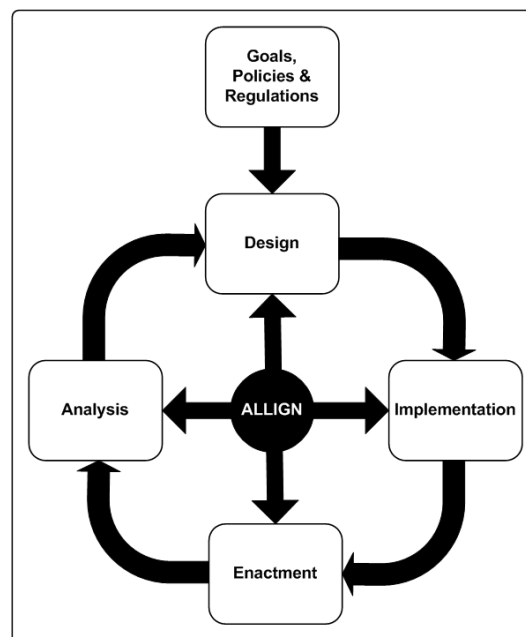 Goals,
Policies &
Regulations
Design
Analysis
ALLIGN
Implementation
Enactment